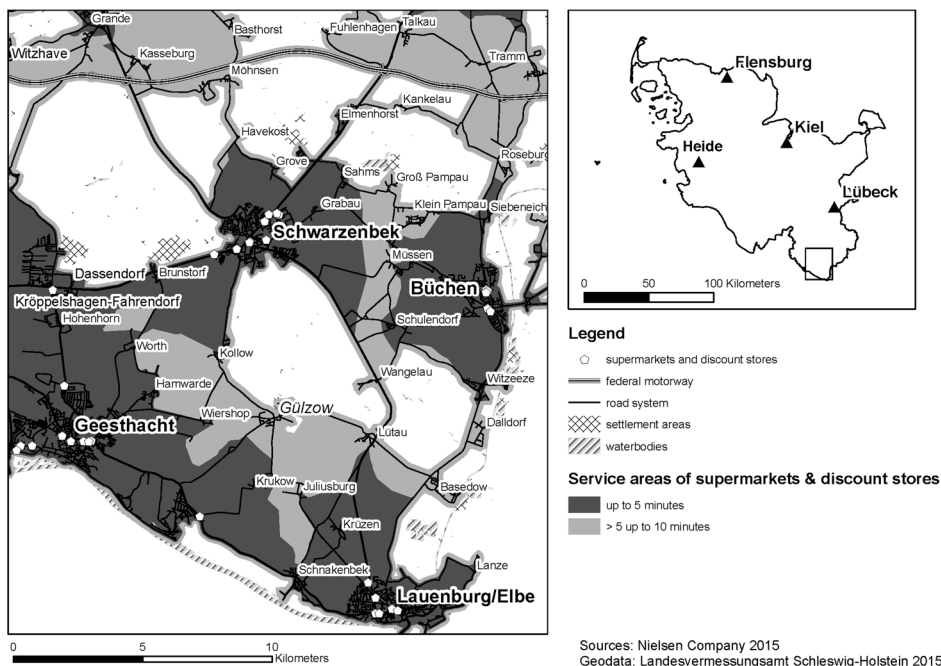 Grande
Basthorst
Fuhlenhagen
Talkau
Witzhave
Kasseburg
Tramm
Möhnsen
Kankelau
Elmenhorst
Havekost
Grove
Roseburg
Sahms
Groß Pampau
Grabau
Klein Pampau
Siebeneich
Schwarzenbek
Müssen
Dassendorf
Brunstorf
Büchen
Kröppelshagen-Fahrendorf
Hohenhorn
Schulendorf
Worth
Kollow
Wangelau
Hamwarde
Witzeeze
Wiershop
Gülzow
Geesthacht
Dalldorf
Lütau
Krukow
Juliusburg
Basedow
Krüzen
Schnakenbek
Lanze
Lauenburg/Elbe
0 5 10
Kilometers
Flensburg
Kiel
Heide
Lübeck
0 50 100 Kilometers
Legend
supermarkets and discount stores
federal motorway
road system
settlement areas
waterbodies
Service areas of supermarkets & discount stores
up to 5 minutes
> 5 up to 10 minutes
Sources: Nielsen Company 2015
Geodata: Landesvermessungsamt Schleswig-Holstein 2015